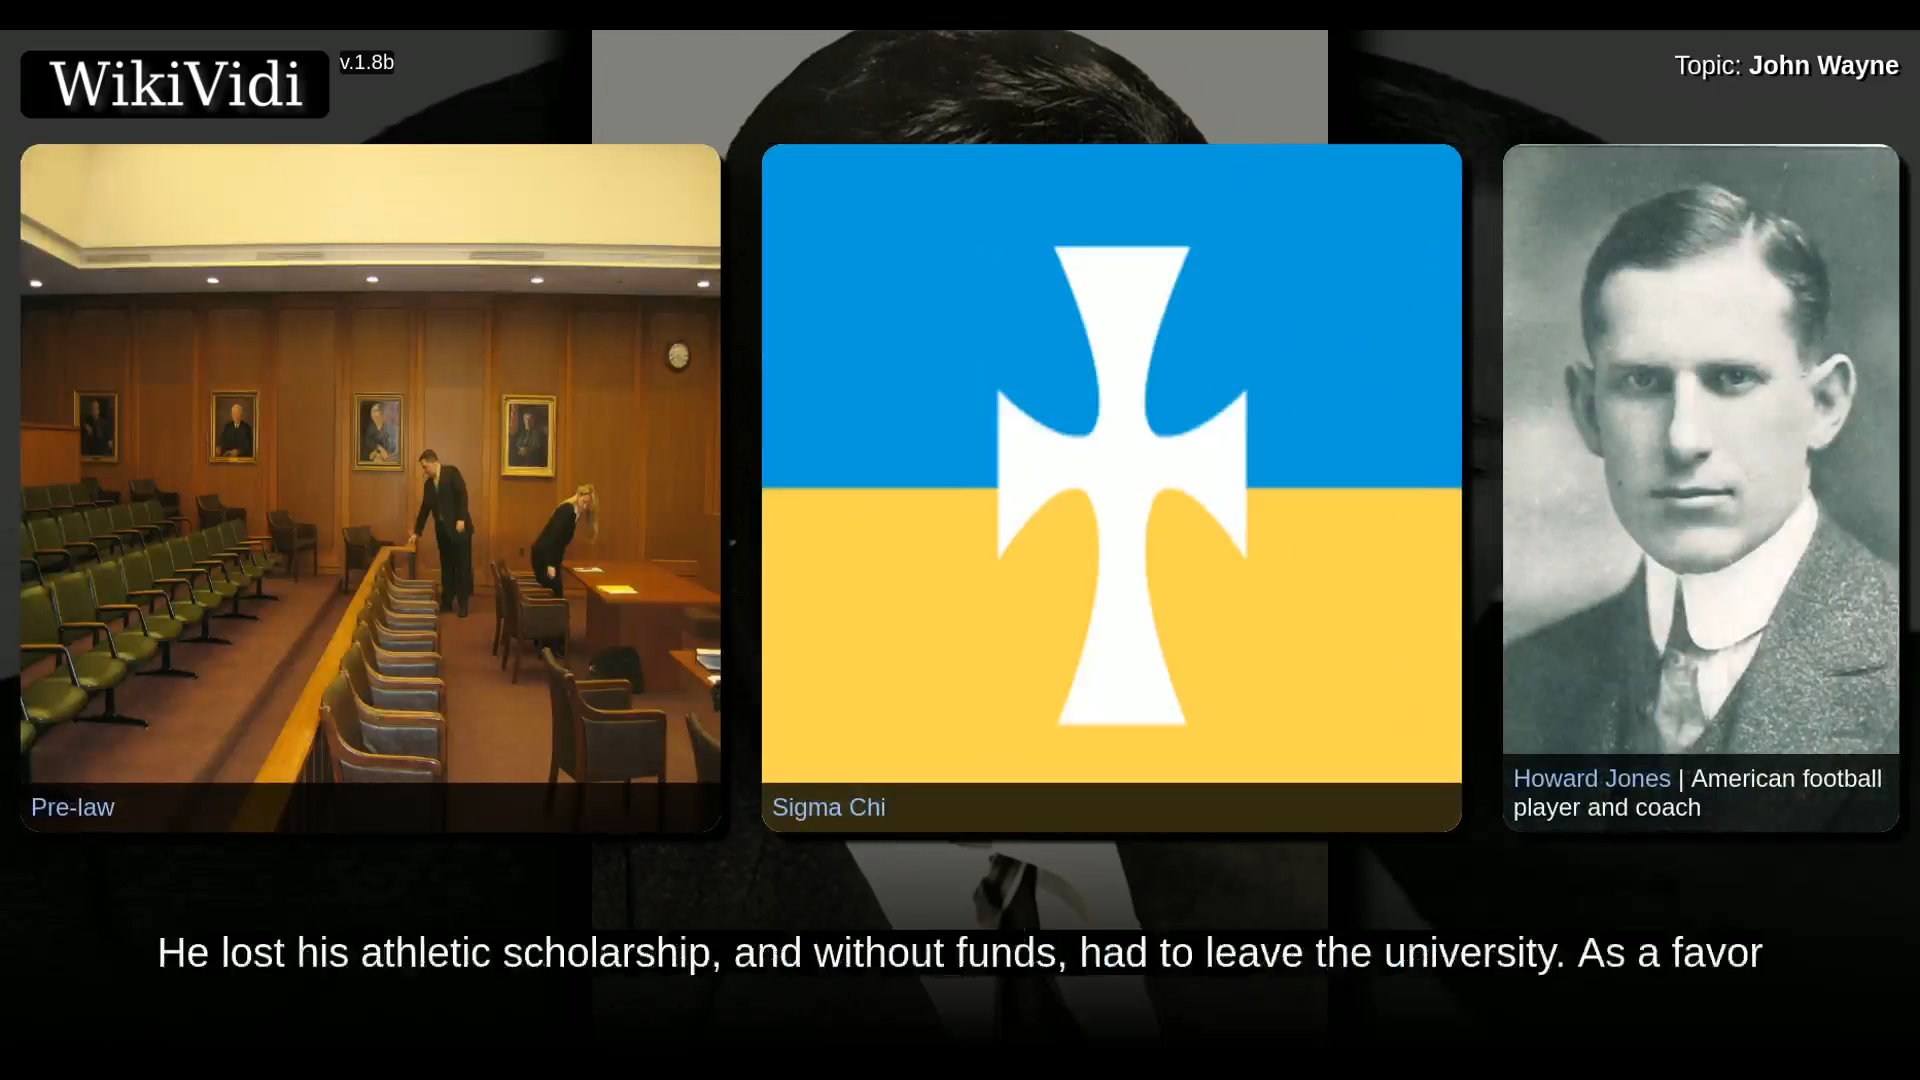 WikiVidi
v.1.8b
Topic: John Wayne
Pre-law
Sigma Chi
Howard Jones | American football
player and coach
He lost his athletic scholarship, and without funds, had to leave the university. As a favor